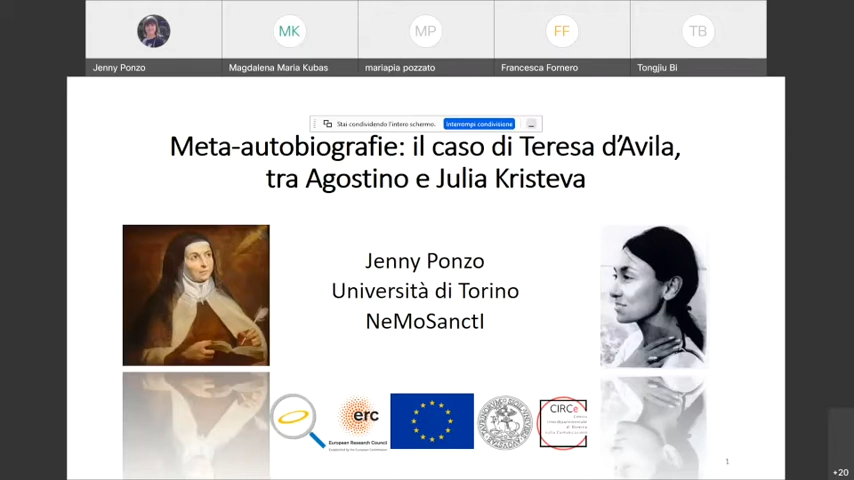 MK
MP
FF
TB
Jenny Ponzo
Magdalena Maria Kubas
mariapia pozzato
Francesca Fornero
Tongjiu Bi
Stai condividendo l'intero schermo.
Interrompi condivisione
Meta-autobiografie: il caso di Teresa d'Avila,
tra Agostino e Julia Kristeva
Jenny Ponzo
Università di Torino
NeMoSanctI
erc
European Research Council
CIRCe
1
+20